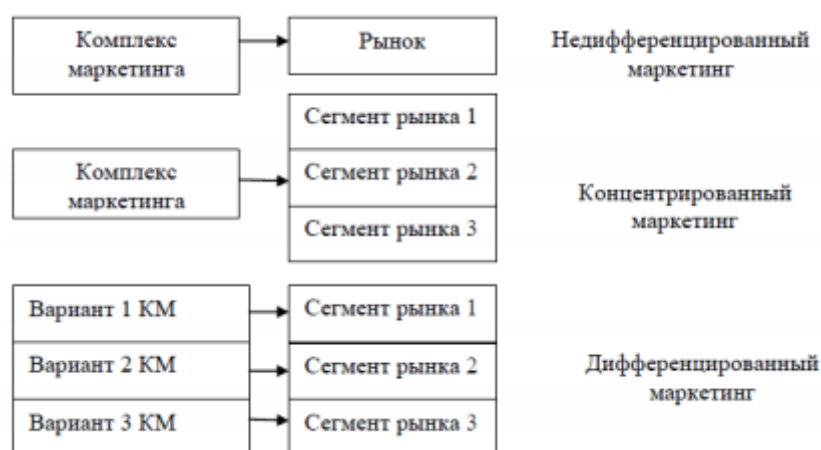 Комплекс
маркетинга
Рынок
Недифференцированный
маркетинг
Сегмент рынка 1
Комплекс
маркетинга
Сегмент рынка 2
Сегмент рынка 3
Концентрированный
маркетинг
Вариант 1 КМ
Сегмент рынка 1
Вариант 2 КМ
Сегмент рынка 2
Вариант 3 КМ
Сегмент рынка 3
Дифференцированный
маркетинг